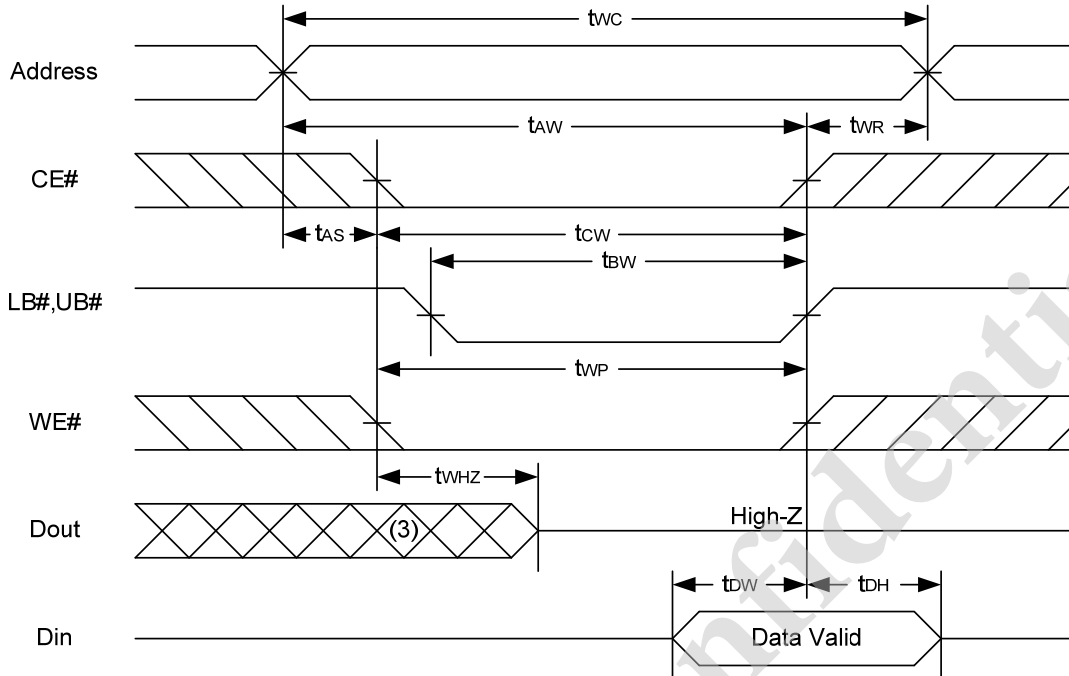 tWC
Address
tAW
tWR
CE#
tAS
tCW
tBW
LB#,UB#
tWP
WE#
tWHZ
Dout
(3)
High-Z
tDW
tDH
Din
Data Valid